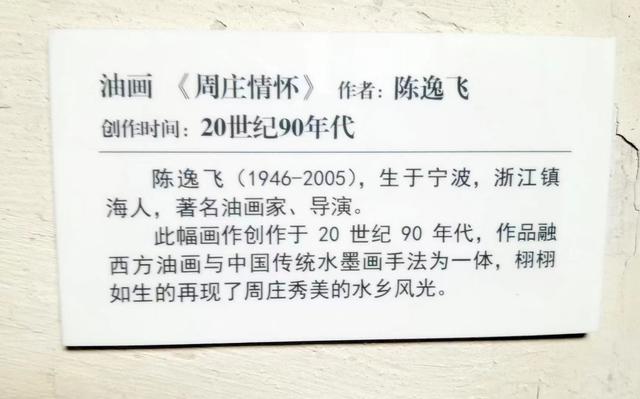 油画 《周庄情怀》 作者：陈逸飞
创作时间：20世纪90年代
陈逸飞（1946-2005），生于宁波，浙江镇
海人，著名油画家、导演。
此幅画作创作于 20 世纪 90 年代，作品融
西方油画与中国传统水墨画手法为一体，栩栩
如生的再现了周庄秀美的水乡风光。